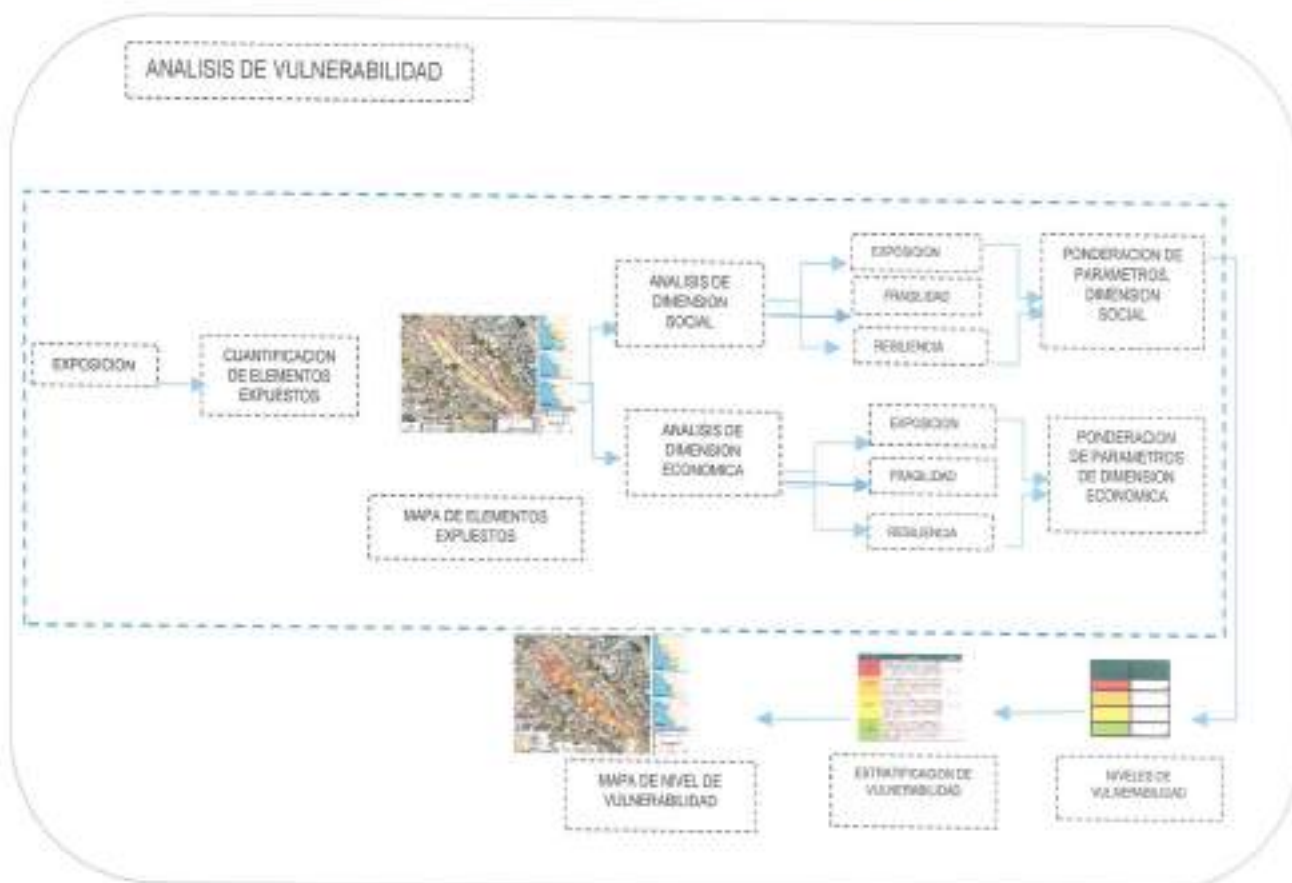 ANALISIS DE VULNERABILIDAD
EXPOSICION
CUANTIFICACION
DE ELEMENTOS
EXPUESTOS
MAPA DE ELEMENTOS
EXPUESTOS
ANALISIS DE
DIMENSION
SOCIAL
EXPOSICION
FRAGILIDAD
RESILIENCIA
PONDERACION DE
PARAMETROS,
DIMENSION
SOCIAL
ANALISIS DE
DIMENSION
ECONOMICA
EXPOSICION
FRAGILIDAD
RESILIENCIA
PONDERACION
DE PARAMETROS
DE DIMENSION
ECONOMICA
MAPA DE NIVEL DE
VULNERABILIDAD
ESTRATIFICACION DE
VULNERABILIDAD
NIVELES DE
VULNERABILIDAD